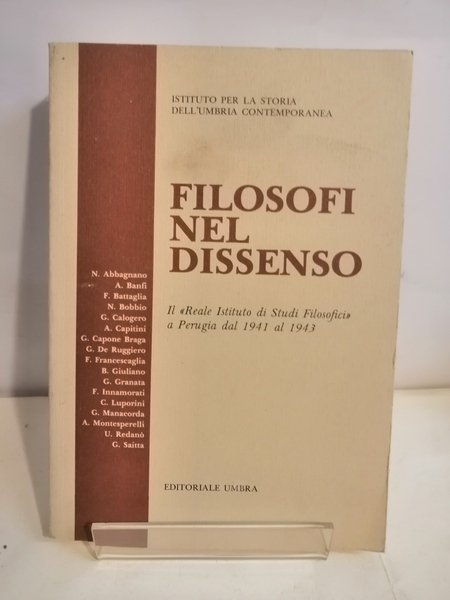 ISTITUTO PER LA STORIA
DELL'UMBRIA CONTEMPORANEA
FILOSOFI
NEL
DISSENSO
Il «Reale Istituto di Studi Filosofici»
a Perugia dal 1941 al 1943
N. Abbagnano
A. Banfi
F. Battaglia
N. Bobbio
G. Calogero
A. Capitini
G. Capone Braga
G. De Ruggiero
F. Francescaglia
B. Giuliano
G. Granata
F. Innamorati
C. Luporini
G. Manacorda
A. Montesperelli
U. Redanò
G. Saitta
EDITORIALE UMBRA